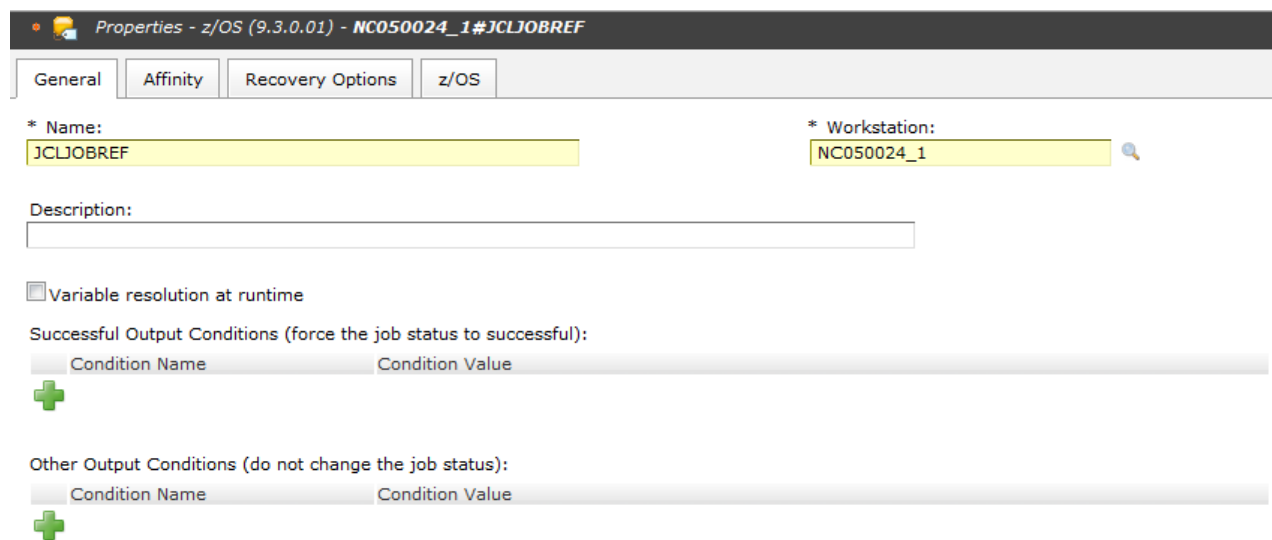 Properties - z/OS (9.3.0.01) - NC050024_1#JCLJOBREF
General Affinity Recovery Options z/OS
* Name: * Workstation:
JCLJOBREF NC050024_1
Description:
Variable resolution at runtime
Successful Output Conditions (force the job status to successful):
Condition Name Condition Value
Other Output Conditions (do not change the job status):
Condition Name Condition Value